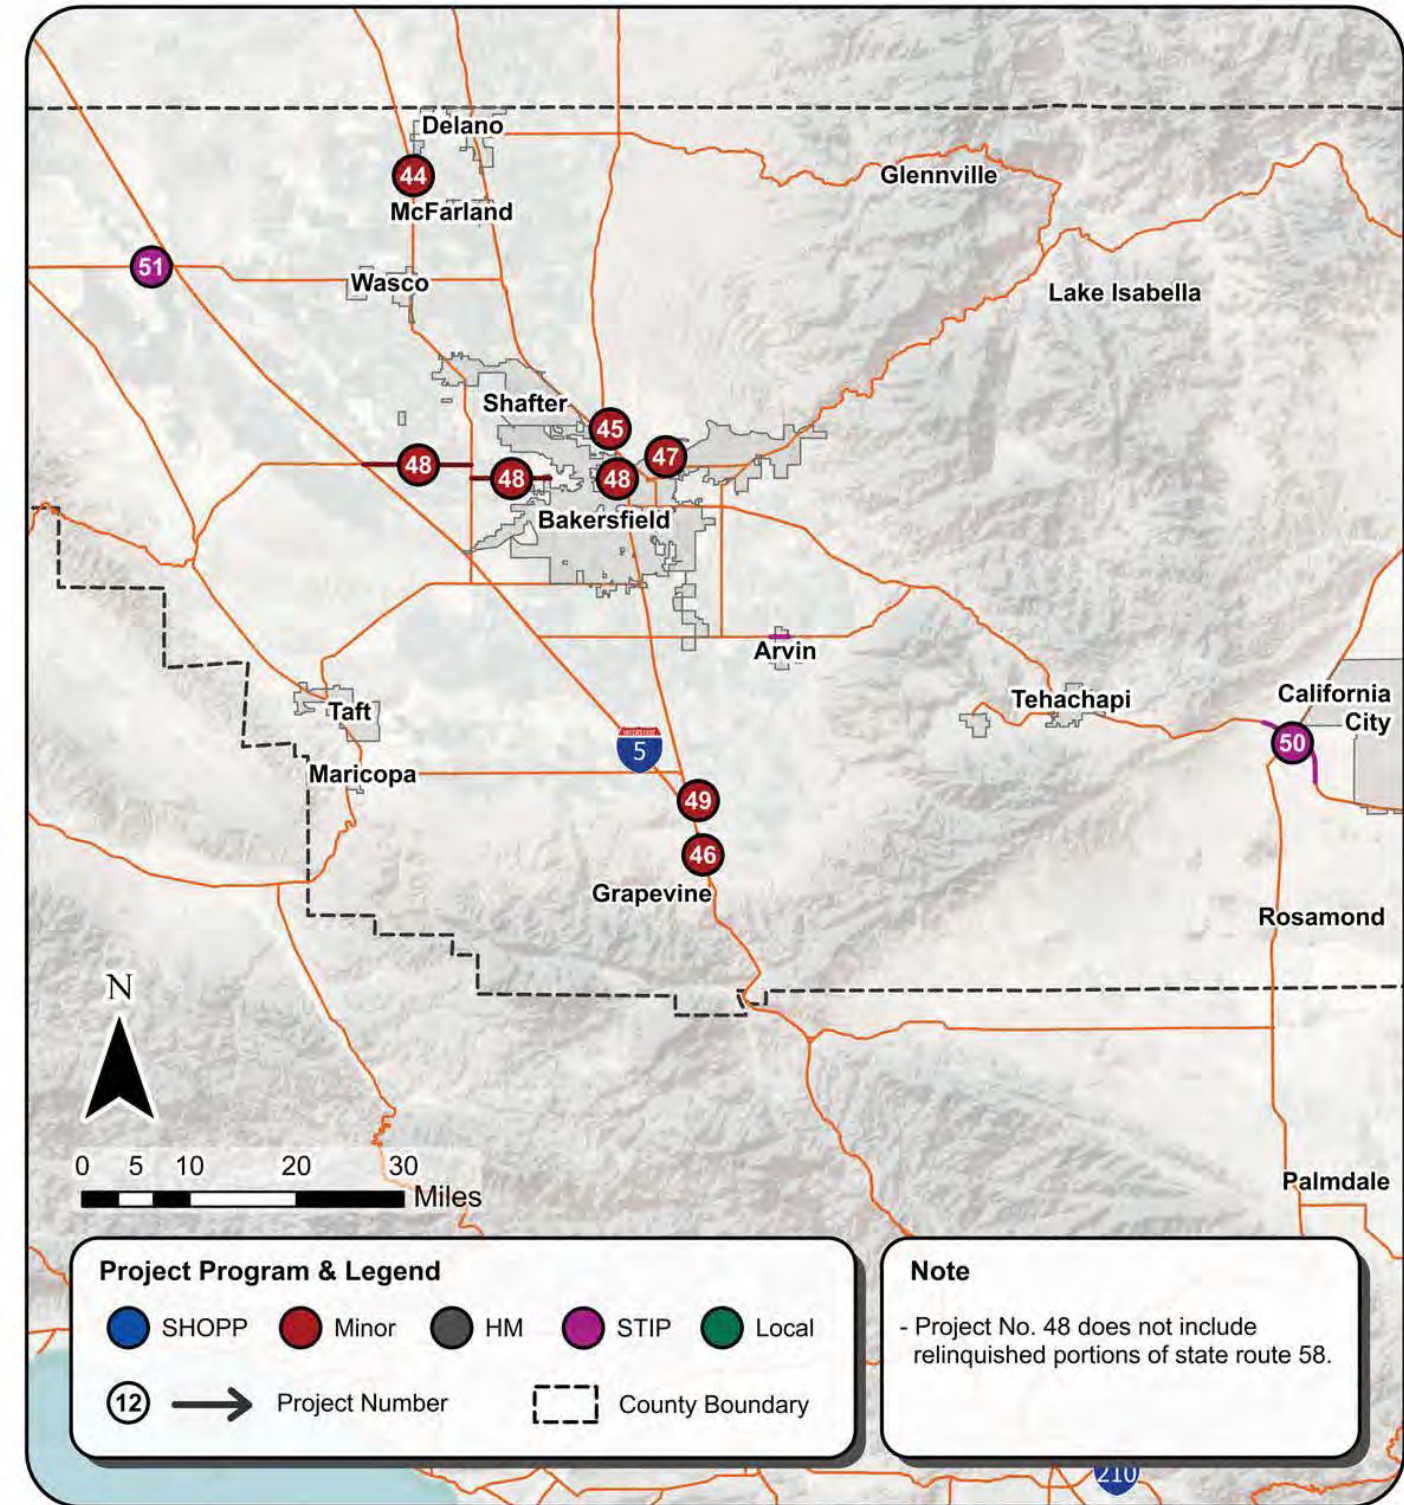 Delano
44
Glennville
McFarland
51
Wasco
Lake Isabella
Shafter
45
47
48
48
48
Bakersfield
Arvin
Tehachapi
California
City
Taft
50
5
Maricopa
49
46
Grapevine
Rosamond
N
0 5 10 20 30
Miles
Palmdale
Project Program & Legend
SHOPP Minor HM STIP Local
12 Project Number County Boundary
Note
- Project No. 48 does not include
relinquished portions of state route 58.
210